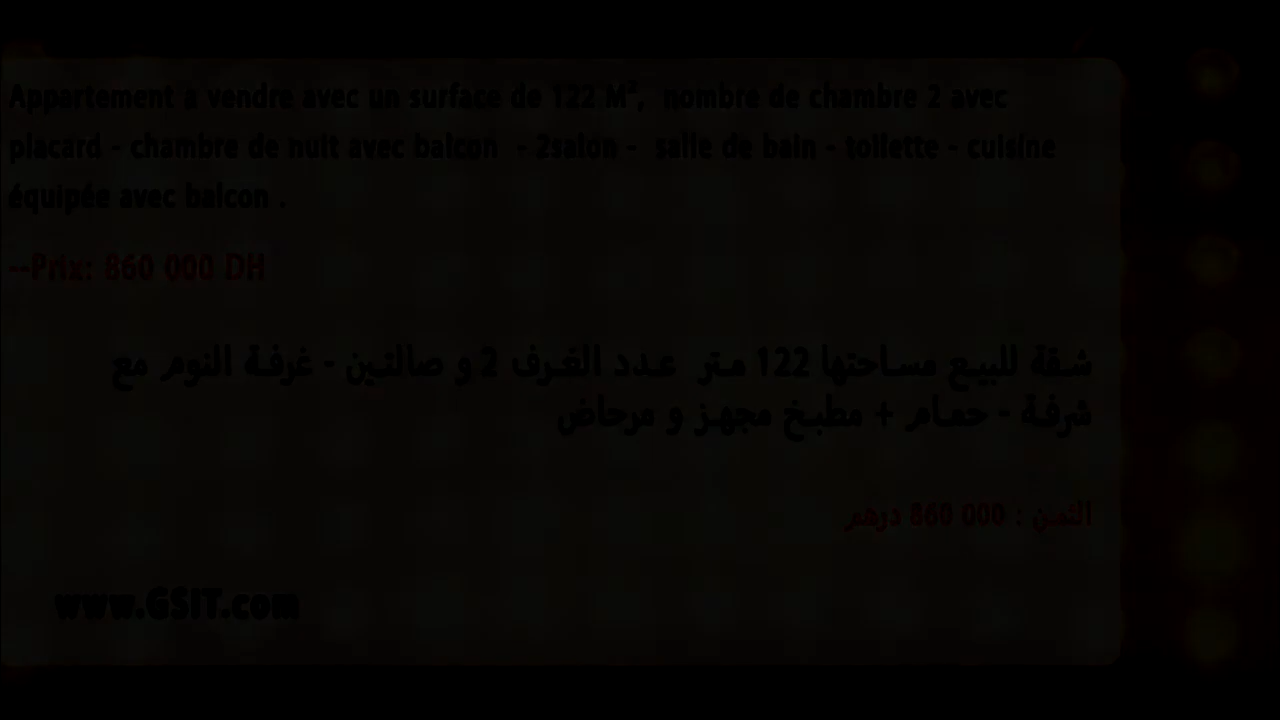 Appartement a vendre avec un surface de 122 M², nombre de chambre 2 avec
placard - chambre de nuit avec balcon - 2salon - salle de bain - toilette - cuisine
équipée avec balcon .
--Prix: 860 000 DH
شقة للبيع مساحتها 122 متر عدد الغرف 2 و صالتين - غرفة النوم مع
شرفة - حمام + مطبخ مجهز و مرحاض
الثمن : 000 860 درهم
www.GSIT.com